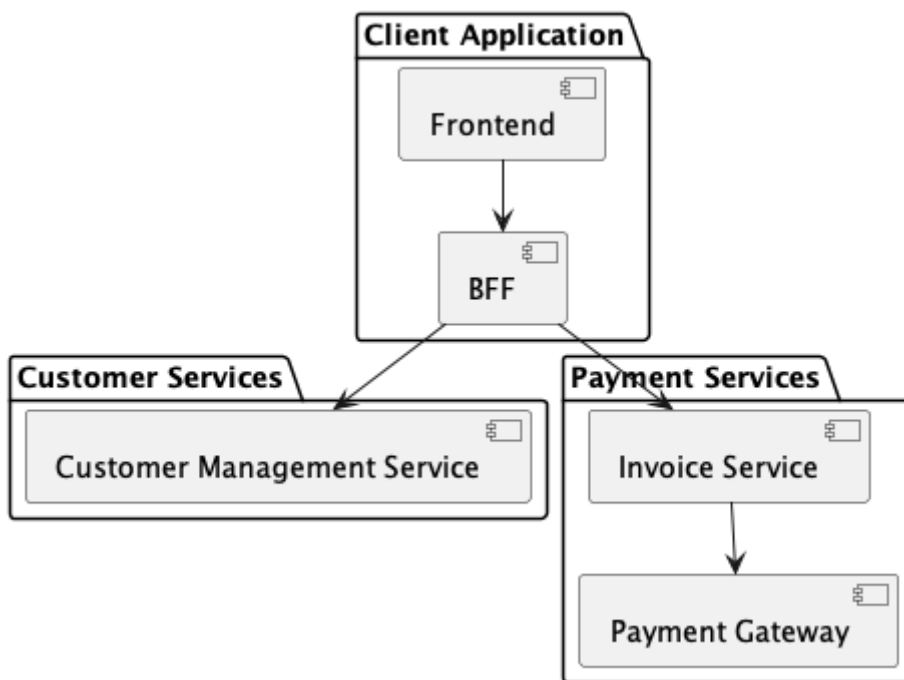 Client Application
Frontend
BFF
Customer Services
Customer Management Service
Payment Services
Invoice Service
Payment Gateway